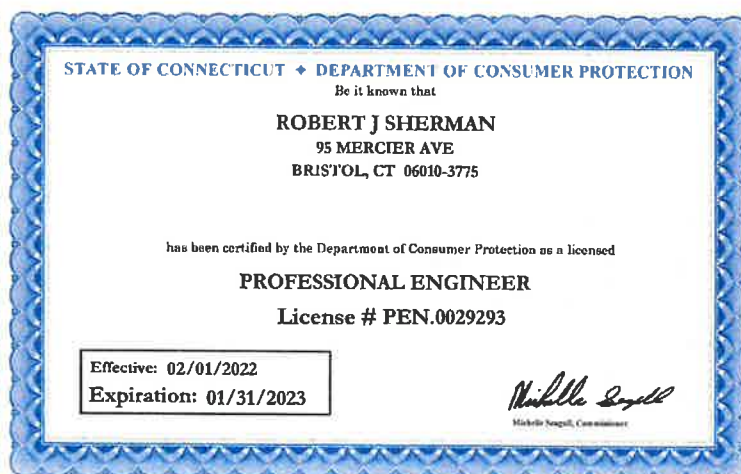 STATE OF CONNECTICUT ✦ DEPARTMENT OF CONSUMER PROTECTION
Be it known that
ROBERT J SHERMAN
95 MERCIER AVE
BRISTOL, CT 06010-3775
has been certified by the Department of Consumer Protection as a licensed
PROFESSIONAL ENGINEER
License # PEN.0029293
Effective: 02/01/2022
Expiration: 01/31/2023
Michelle Seagull
Michelle Seagull, Commissioner